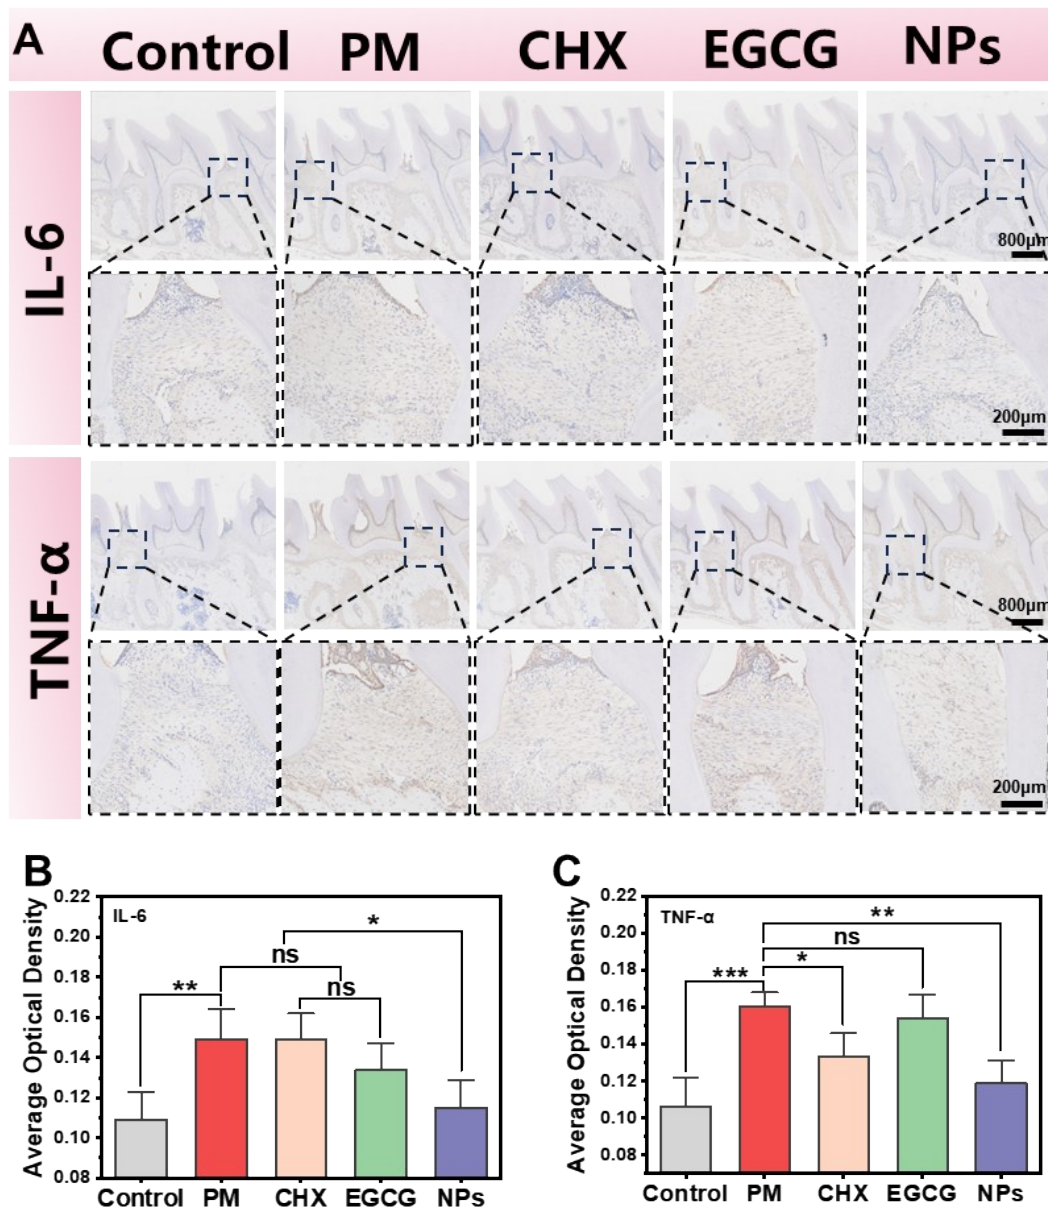 A Control PM CHX EGCG NPs
IL-6
800μm
200μm
TNF-α
800μm
200μm
B
IL-6
Average Optical Density
0.22
0.20
0.18
0.16
0.14
0.12
0.10
0.08
**
ns
ns
*
Control PM CHX EGCG NPs
C
TNF-α
Average Optical Density
0.22
0.20
0.18
0.16
0.14
0.12
0.10
0.08
***
*
ns
**
Control PM CHX EGCG NPs